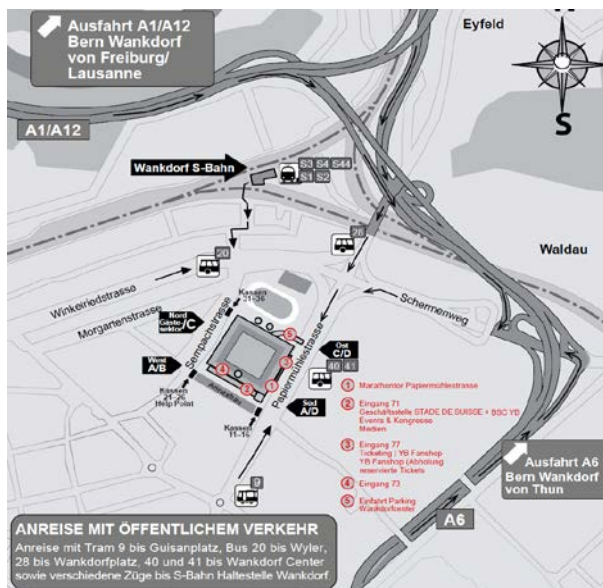 Ausfahrt A1/A12
Bern Wankdorf
von Freiburg/
Lausanne
A1/A12
Eyfeld
S
Wankdorf S-Bahn
S3 S4 S44
S1 S2
28
20
Waldau
Winkelriedstrasse
Morgartenstrasse
Schermenweg
Kassen
31-36
Nord
Gäste-
sektor/C
Sempachstrasse
Papiermühlestrasse
Ost
C/D
40 41
West
A/B
Kassen
21-26
Help Point
Kassen
11-16
Süd
A/D
9
5
3
4
2
1
1 Marathontor Papiermühlestrasse
2 Eingang 71
Geschäftsstelle STADE DE SUISSE + BSC YB
Events & Kongresse
Medien
3 Eingang 77
Ticketing / YB Fanshop
YB Fanshop (Abholung
reservierte Tickets
4 Eingang 73
5 Einfahrt Parking
Wankdorfcenter
Ausfahrt A6
Bern Wankdorf
von Thun
A6
ANREISE MIT ÖFFENTLICHEM VERKEHR
Anreise mit Tram 9 bis Guisanplatz, Bus 20 bis Wyler,
28 bis Wankdorfplatz, 40 und 41 bis Wankdorf Center
sowie verschiedene Züge bis S-Bahn Haltestelle Wankdorf